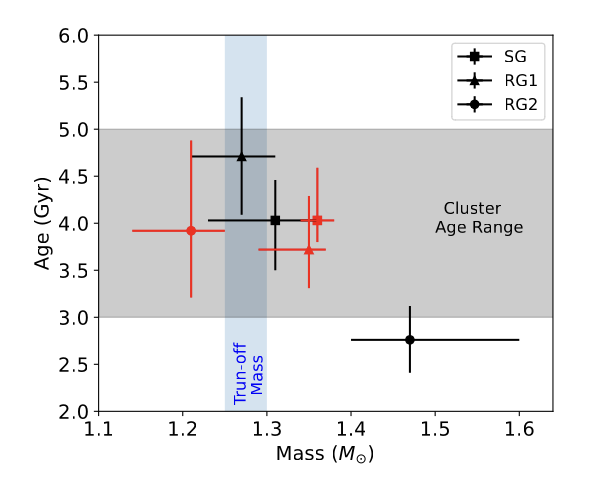 6.0
5.5
5.0
4.5
4.0
3.5
3.0
2.5
2.0
Age (Gyr)
SG
RG1
RG2
Cluster
Age Range
Trun-off
Mass
1.1 1.2 1.3 1.4 1.5 1.6
Mass (M⊙)